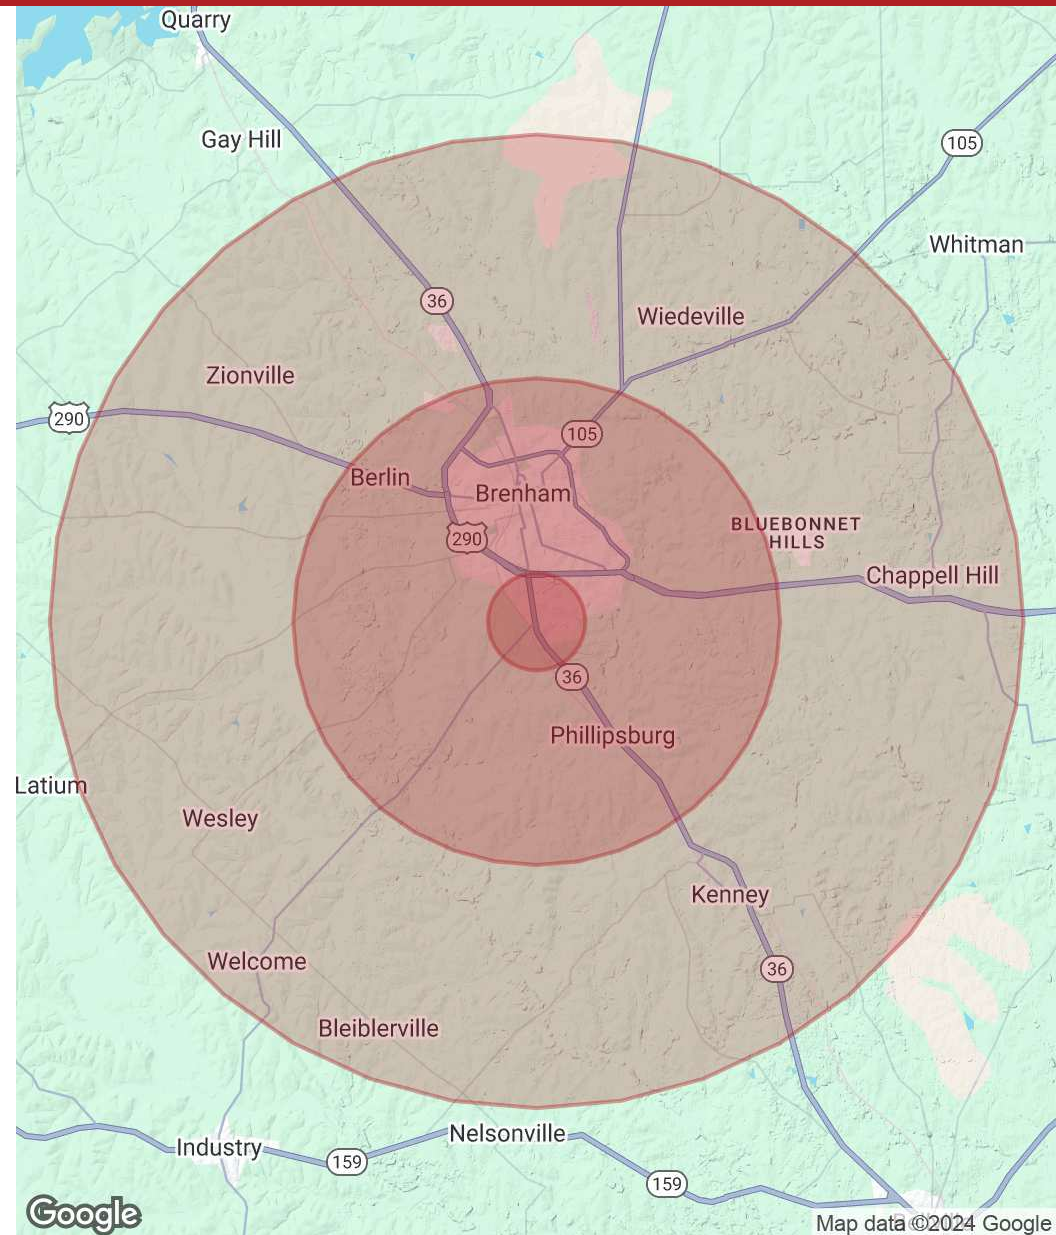 Quarry
Gay Hill
105
Whitman
36
Wiedeville
Zionville
290
105
Berlin
Brenham
BLUEBONNET
HILLS
290
Chappell Hill
36
Phillipsburg
Latium
Wesley
Kenney
Welcome
36
Bleiblerville
Nelsonville
Industry
159
159
Google
Map data ©2024 Google